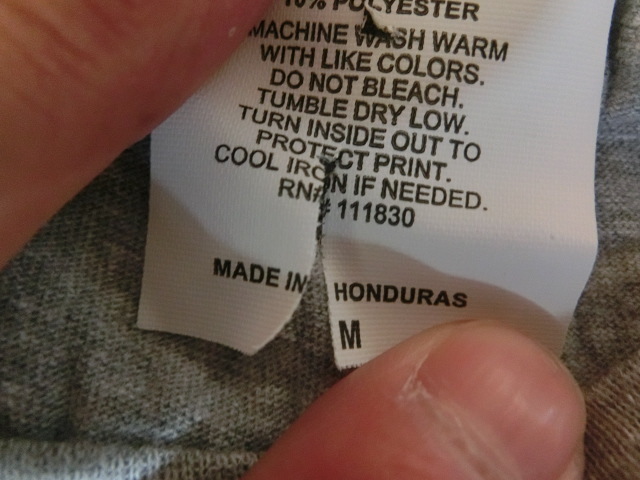 10% POLYESTER
MACHINE WASH WARM
WITH LIKE COLORS.
DO NOT BLEACH.
TUMBLE DRY LOW.
TURN INSIDE OUT TO
PROTECT PRINT.
COOL IRON IF NEEDED.
RN# 111830
MADE IN HONDURAS
M